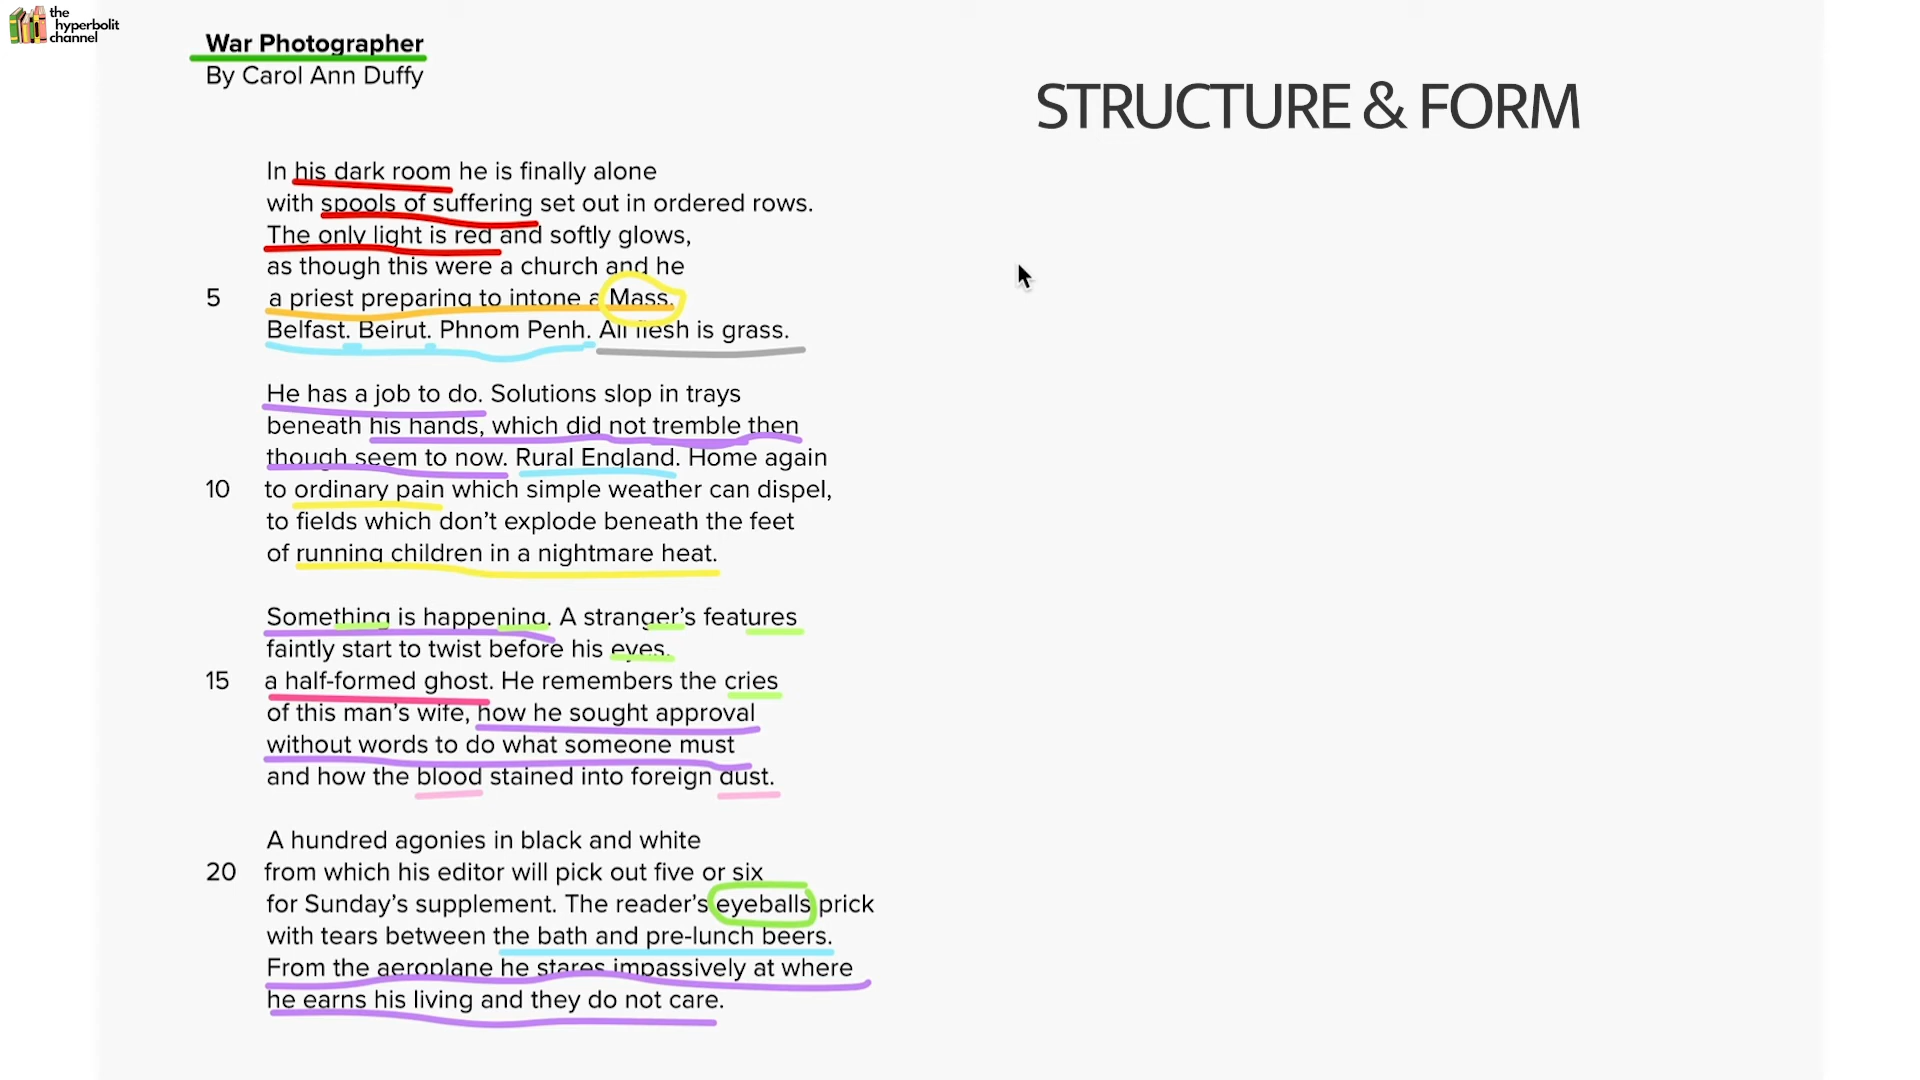 the
hyperbolit
channel
War Photographer
By Carol Ann Duffy
STRUCTURE & FORM
In his dark room he is finally alone
with spools of suffering set out in ordered rows.
The only light is red and softly glows,
as though this were a church and he
5 a priest preparing to intone a Mass.
Belfast. Beirut. Phnom Penh. All flesh is grass.
He has a job to do. Solutions slop in trays
beneath his hands, which did not tremble then
though seem to now. Rural England. Home again
10 to ordinary pain which simple weather can dispel,
to fields which don’t explode beneath the feet
of running children in a nightmare heat.
Something is happening. A stranger’s features
faintly start to twist before his eyes,
15 a half-formed ghost. He remembers the cries
of this man’s wife, how he sought approval
without words to do what someone must
and how the blood stained into foreign dust.
A hundred agonies in black and white
20 from which his editor will pick out five or six
for Sunday’s supplement. The reader’s eyeballs prick
with tears between the bath and pre-lunch beers.
From the aeroplane he stares impassively at where
he earns his living and they do not care.